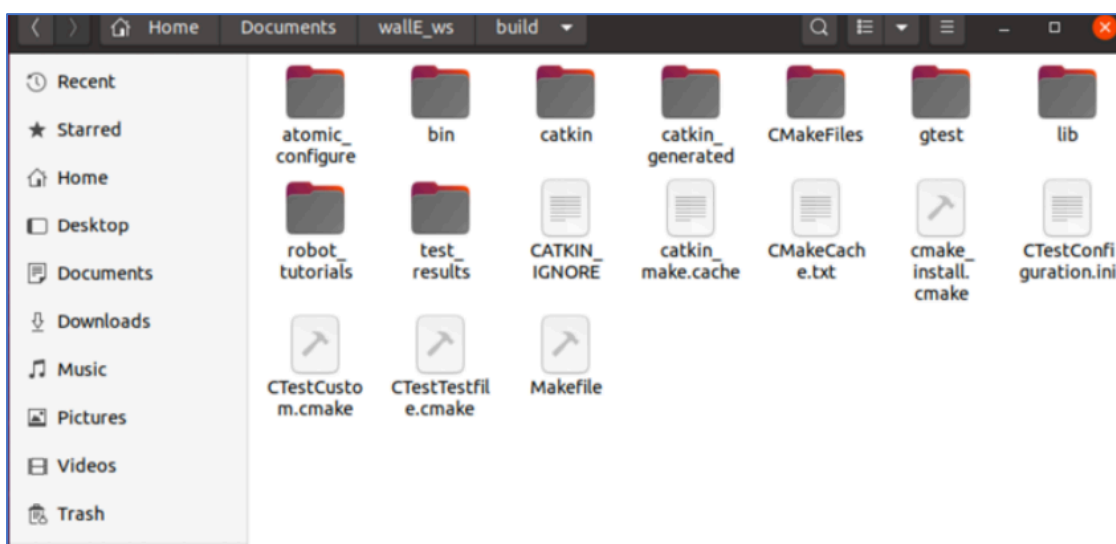 Home Documents wallE_ws build
Recent
Starred
Home
Desktop
Documents
Downloads
Music
Pictures
Videos
Trash
atomic_ bin catkin catkin_ CMakeFiles gtest lib
configure generated
robot_ test_ CATKIN_ catkin_ CMakeCach cmake_ CTestConfi
tutorials results IGNORE make.cache e.txt install. guration.ini
cmake
CTestCusto CTestTestfil Makefile
m.cmake e.cmake